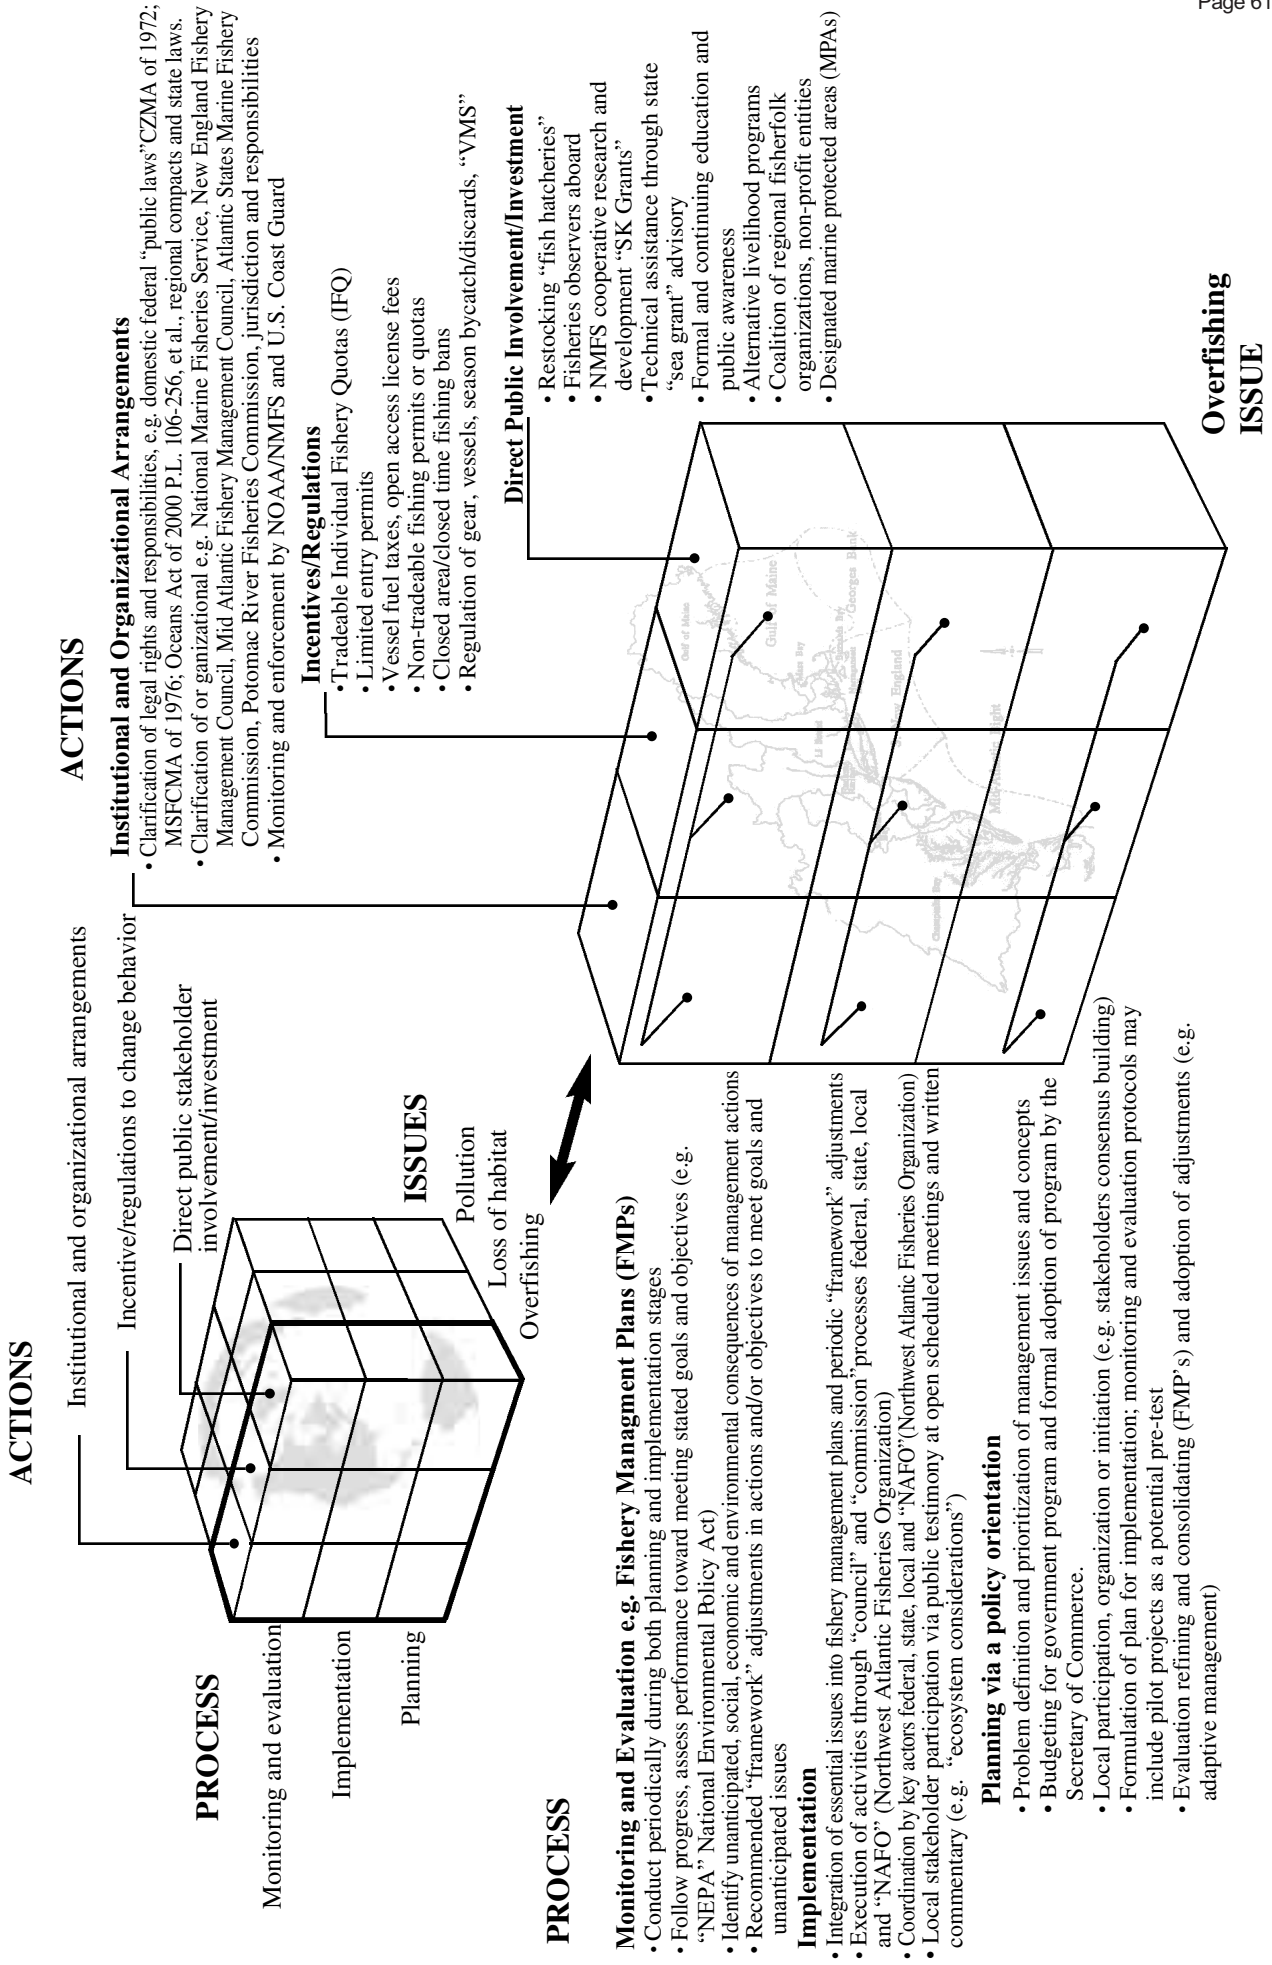 Page 61
ACTIONS
Institutional and organizational arrangements
Incentive/regulations to change behavior
Direct public stakeholder
involvement/investment
PROCESS
Monitoring and evaluation
Implementation
Planning
ISSUES
Pollution
Loss of habitat
Overfishing
ACTIONS
Institutional and Organizational Arrangements
• Clarification of legal rights and responsibilities, e.g. domestic federal “public laws”CZMA of 1972;
MSFCMA of 1976; Oceans Act of 2000 P.L. 106-256, et al., regional compacts and state laws.
• Clarification of or ganizational e.g. National Marine Fisheries Service, New England Fishery
Management Council, Mid Atlantic Fishery Management Council, Atlantic States Marine Fishery
Commission, Potomac River Fisheries Commission, jurisdiction and responsibilities
• Monitoring and enforcement by NOAA/NMFS and U.S. Coast Guard
Incentives/Regulations
• Tradeable Individual Fishery Quotas (IFQ)
• Limited entry permits
• Vessel fuel taxes, open access license fees
• Non-tradeable fishing permits or quotas
• Closed area/closed time fishing bans
• Regulation of gear, vessels, season bycatch/discards, “VMS”
Direct Public Involvement/Investment
• Restocking “fish hatcheries”
• Fisheries observers aboard
• NMFS cooperative research and
development “SK Grants”
• Technical assistance through state
“sea grant” advisory
• Formal and continuing education and
public awareness
• Alternative livelihood programs
• Coalition of regional fisherfolk
organizations, non-profit entities
• Designated marine protected areas (MPAs)
PROCESS
Monitoring and Evaluation e.g. Fishery Managment Plans (FMPs)
• Conduct periodically during both planning and implementation stages
• Follow progress, assess performance toward meeting stated goals and objectives (e.g.
“NEPA” National Environmental Policy Act)
• Identify unanticipated, social, economic and environmental consequences of management actions
• Recommended “framework” adjustments in actions and/or objectives to meet goals and
unanticipated issues
Implementation
• Integration of essential issues into fishery management plans and periodic “framework” adjustments
• Execution of activities through “council” and “commission”processes federal, state, local
and “NAFO” (Northwest Atlantic Fisheries Organization)
• Coordination by key actors federal, state, local and “NAFO”(Northwest Atlantic Fisheries Organization)
• Local stakeholder participation via public testimony at open scheduled meetings and written
commentary (e.g. “ecosystem considerations”)
Planning via a policy orientation
• Problem definition and prioritization of management issues and concepts
• Budgeting for government program and formal adoption of program by the
Secretary of Commerce.
• Local participation, organization or initiation (e.g. stakeholders consensus building)
• Formulation of plan for implementation; monitoring and evaluation protocols may
include pilot projects as a potential pre-test
• Evaluation refining and consolidating (FMP’s) and adoption of adjustments (e.g.
adaptive management)
Gulf of Maine
Gulf of Maine
Georges Bank
England
Mid-Atlantic Bight
Chesapeake Bay
Overfishing
ISSUE